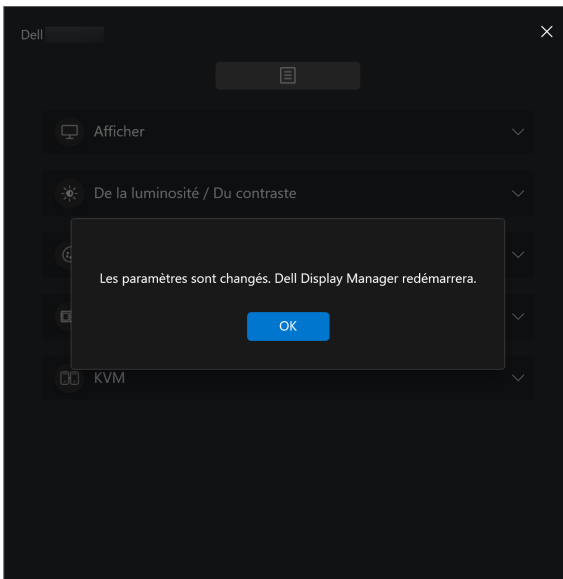 Dell
Afficher
De la luminosité / Du contraste
Les paramètres sont changés. Dell Display Manager redémarrera.
OK
KVM